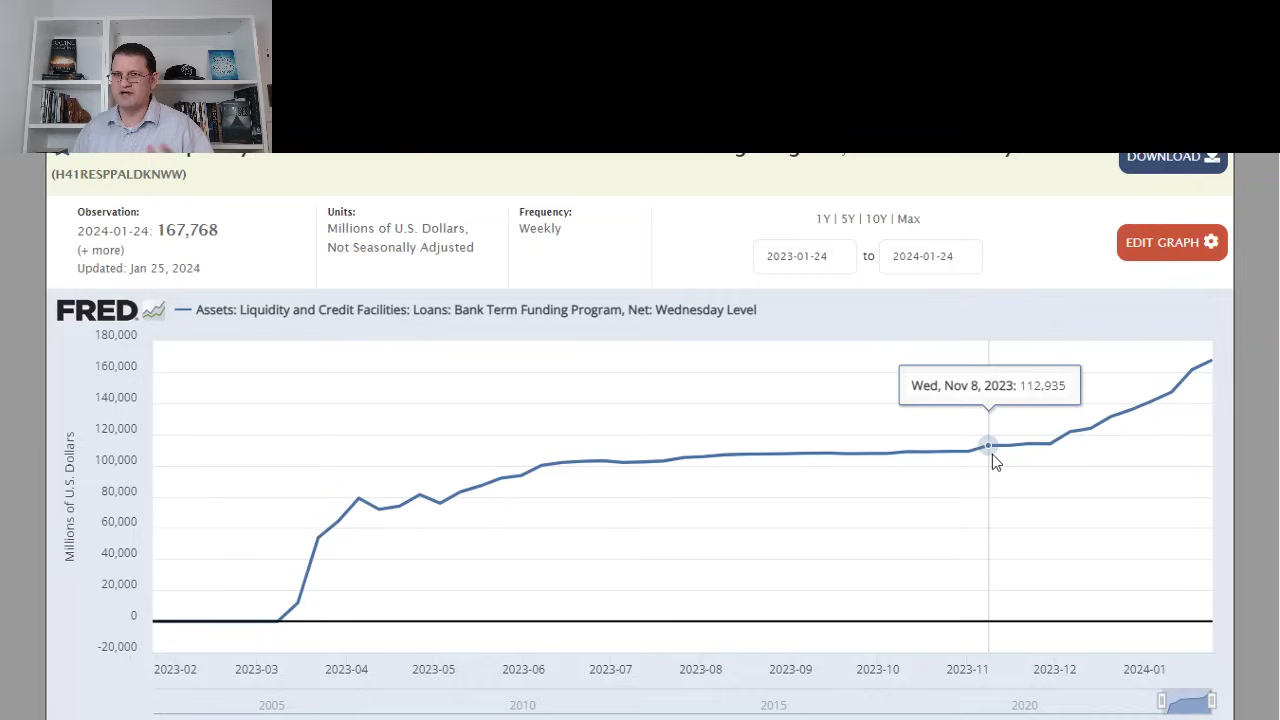 DOWNLOAD
(H41RESPPALDKNWW)
Observation:
2024-01-24: 167,768
(+ more)
Updated: Jan 25, 2024
Units:
Millions of U.S. Dollars,
Not Seasonally Adjusted
Frequency:
Weekly
1Y | 5Y | 10Y | Max
2023-01-24 to 2024-01-24
EDIT GRAPH
FRED
Assets: Liquidity and Credit Facilities: Loans: Bank Term Funding Program, Net: Wednesday Level
Millions of U.S. Dollars
180,000
160,000
140,000
120,000
100,000
80,000
60,000
40,000
20,000
0
-20,000
Wed, Nov 8, 2023: 112,935
2023-02 2023-03 2023-04 2023-05 2023-06 2023-07 2023-08 2023-09 2023-10 2023-11 2023-12 2024-01
2005 2010 2015 2020